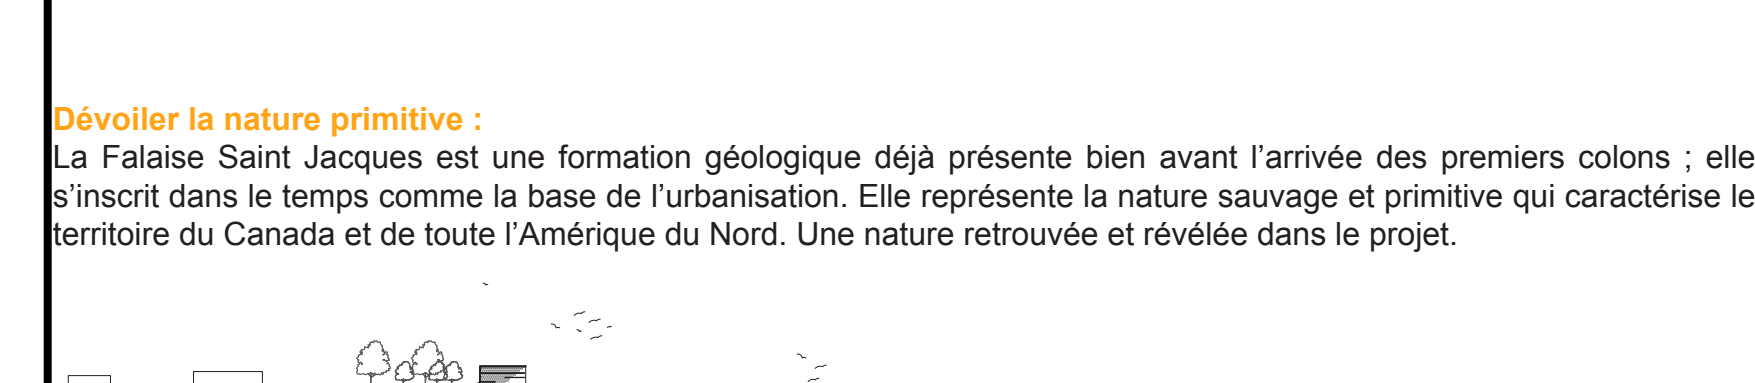 Dévoiler la nature primitive :
La Falaise Saint Jacques est une formation géologique déjà présente bien avant l’arrivée des premiers colons ; elle
s’inscrit dans le temps comme la base de l’urbanisation. Elle représente la nature sauvage et primitive qui caractérise le
territoire du Canada et de toute l’Amérique du Nord. Une nature retrouvée et révélée dans le projet.